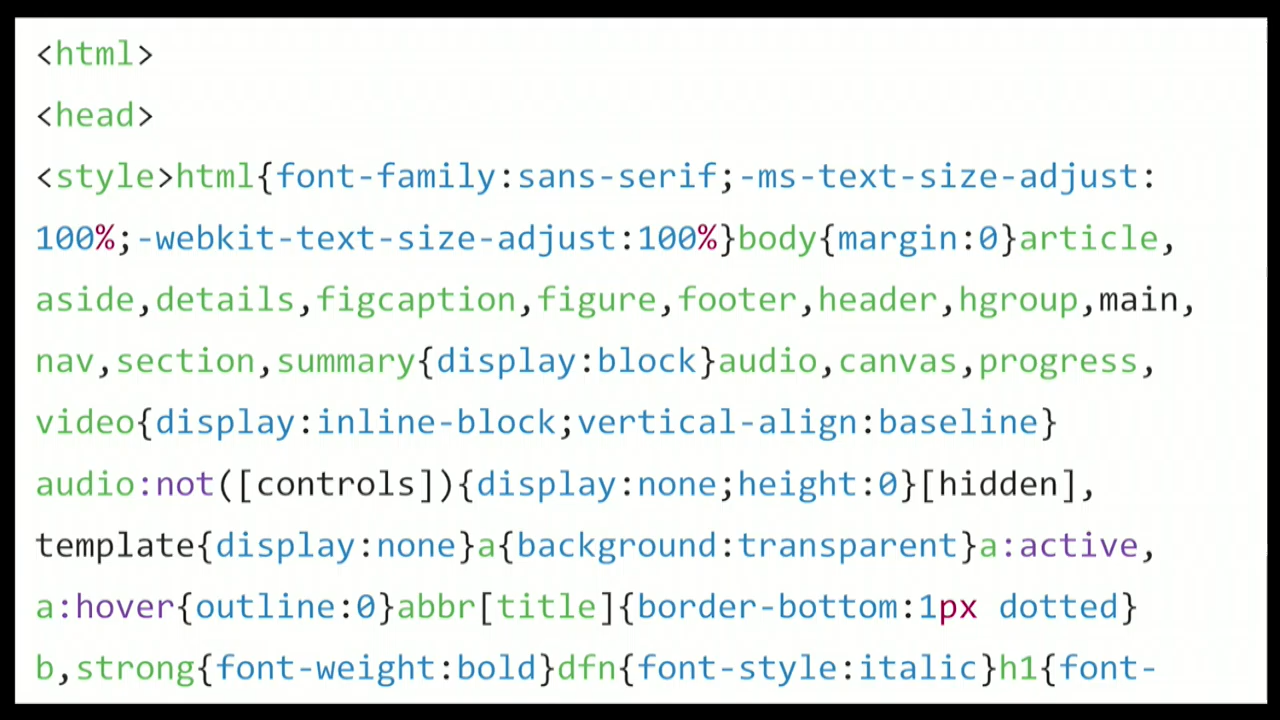 <html>
<head>
<style>html{font-family:sans-serif;-ms-text-size-adjust:
100%;-webkit-text-size-adjust:100%}body{margin:0}article,
aside,details,figcaption,figure,footer,header,hgroup,main,
nav,section,summary{display:block}audio,canvas,progress,
video{display:inline-block;vertical-align:baseline}
audio:not([controls]){display:none;height:0}[hidden],
template{display:none}a{background:transparent}a:active,
a:hover{outline:0}abbr[title]{border-bottom:1px dotted}
b,strong{font-weight:bold}dfn{font-style:italic}h1{font-